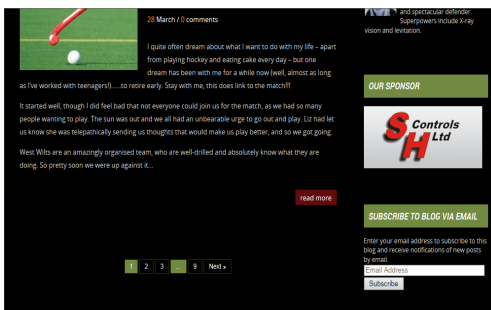 28 March / 0 comments
I quite often dream about what I want to do with my life – apart
from playing hockey and eating cake every day – but one
dream has been with me for a while now (well, almost as long
as I've worked with teenagers!)......to retire early. Stay with me, this does link to the match!!!
It started well, though I did feel bad that not everyone could join us for the match, as we had so many
people wanting to play. The sun was out and we all had an unbearable urge to go out and play. Liz had let
us know she was telepathically sending us thoughts that would make us play better, and so we got going.
West Wilts are an amazingly organised team, who are well-drilled and absolutely know what they are
doing. So pretty soon we were up against it...
read more
1 2 3 ... 9 Next »
and spectacular defender.
Superpowers include X-ray
vision and levitation.
OUR SPONSOR
SH Controls
Ltd
SUBSCRIBE TO BLOG VIA EMAIL
Enter your email address to subscribe to this
blog and receive notifications of new posts
by email.
Email Address
Subscribe